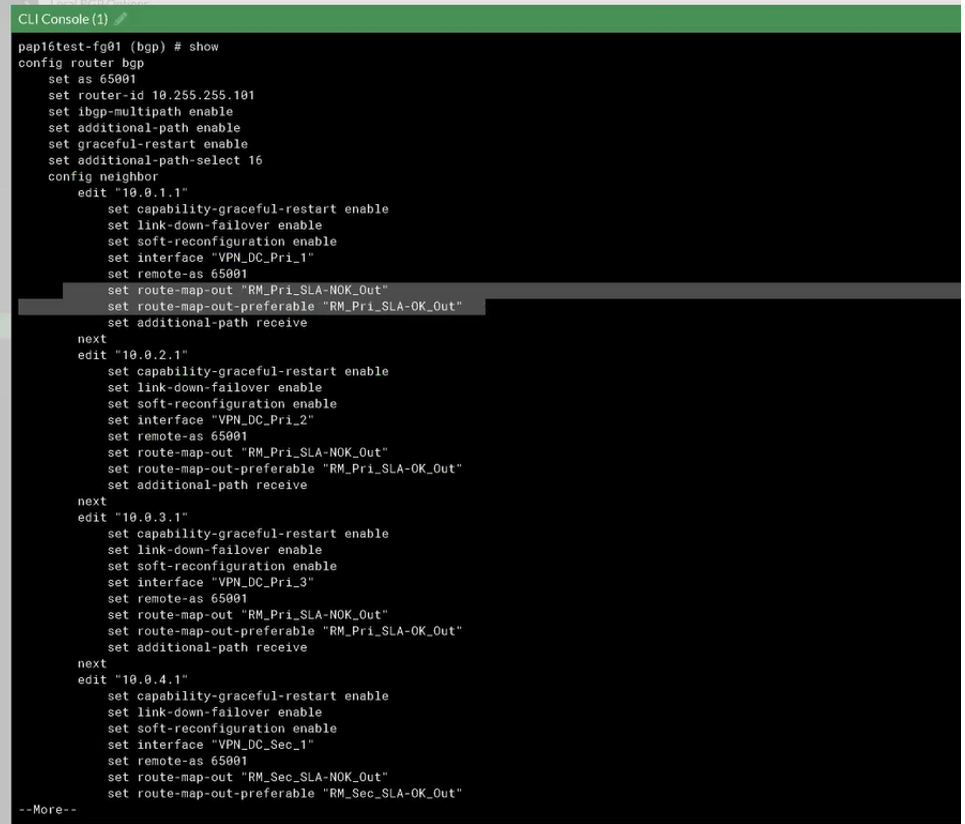 Local BGP Options
CLI Console (1)
pap16test-fg01 (bgp) # show
config router bgp
    set as 65001
    set router-id 10.255.255.101
    set ibgp-multipath enable
    set additional-path enable
    set graceful-restart enable
    set additional-path-select 16
    config neighbor
        edit "10.0.1.1"
            set capability-graceful-restart enable
            set link-down-failover enable
            set soft-reconfiguration enable
            set interface "VPN_DC_Pri_1"
            set remote-as 65001
            set route-map-out "RM_Pri_SLA-NOK_Out"
            set route-map-out-preferable "RM_Pri_SLA-OK_Out"
            set additional-path receive
        next
        edit "10.0.2.1"
            set capability-graceful-restart enable
            set link-down-failover enable
            set soft-reconfiguration enable
            set interface "VPN_DC_Pri_2"
            set remote-as 65001
            set route-map-out "RM_Pri_SLA-NOK_Out"
            set route-map-out-preferable "RM_Pri_SLA-OK_Out"
            set additional-path receive
        next
        edit "10.0.3.1"
            set capability-graceful-restart enable
            set link-down-failover enable
            set soft-reconfiguration enable
            set interface "VPN_DC_Pri_3"
            set remote-as 65001
            set route-map-out "RM_Pri_SLA-NOK_Out"
            set route-map-out-preferable "RM_Pri_SLA-OK_Out"
            set additional-path receive
        next
        edit "10.0.4.1"
            set capability-graceful-restart enable
            set link-down-failover enable
            set soft-reconfiguration enable
            set interface "VPN_DC_Sec_1"
            set remote-as 65001
            set route-map-out "RM_Sec_SLA-NOK_Out"
            set route-map-out-preferable "RM_Sec_SLA-OK_Out"
--More--